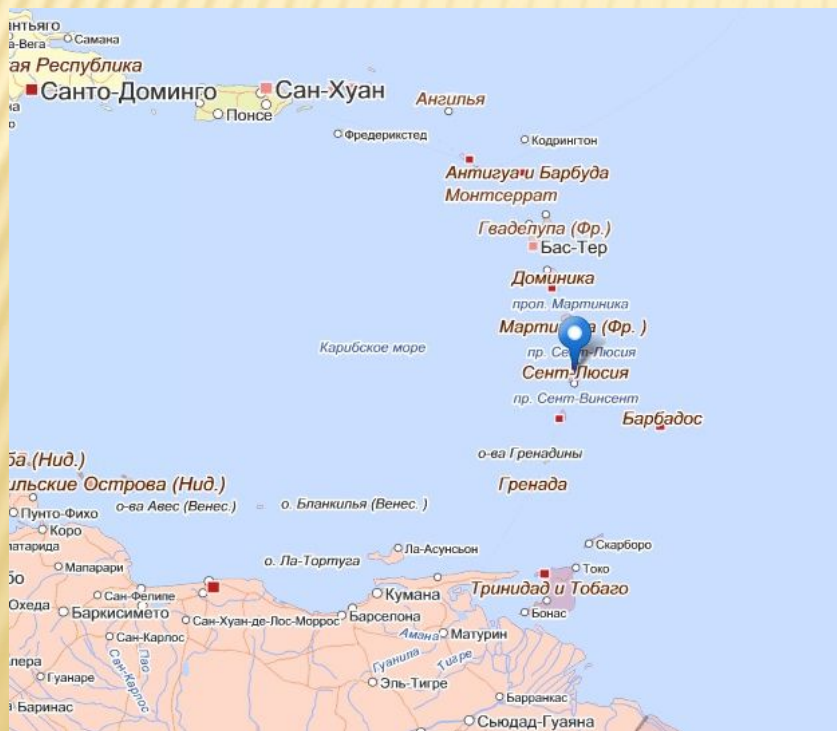 нтьяго
а-Вега
Самана
ая Республика
Санто-Доминго
Сан-Хуан
Понсе
Ангилья
Фредерикстед
Кодрингтон
Антигуа и Барбуда
Монтсеррат
Гваделупа (Фр.)
Бас-Тер
Доминика
прол. Мартиника
Мартиника (Фр. )
Карибское море
пр. Сент-Люсия
Сент-Люсия
пр. Сент-Винсент
Барбадос
о-ва Гренадины
ба (Нид.)
Гренада
льские Острова (Нид.)
о-ва Авес (Венес.)
о. Бланкилья (Венес. )
Пунто-Фихо
Коро
Скарборо
Ла-Асунсьон
патарида
о. Ла-Тортуга
Мапарари
Токо
бо
Тринидад и Тобаго
Сан-Фелипе
Кумана
Охеда
Баркисимето
Бонас
Сан-Хуан-де-Лос-Моррос
Барселона
Сан-Карлос
Амана
Матурин
лера
Гуанаре
Сан-Карлос
Пао
Гуанипа
Тигре
Эль-Тигре
Баринас
Барранкас
Сьюдад-Гуаяна